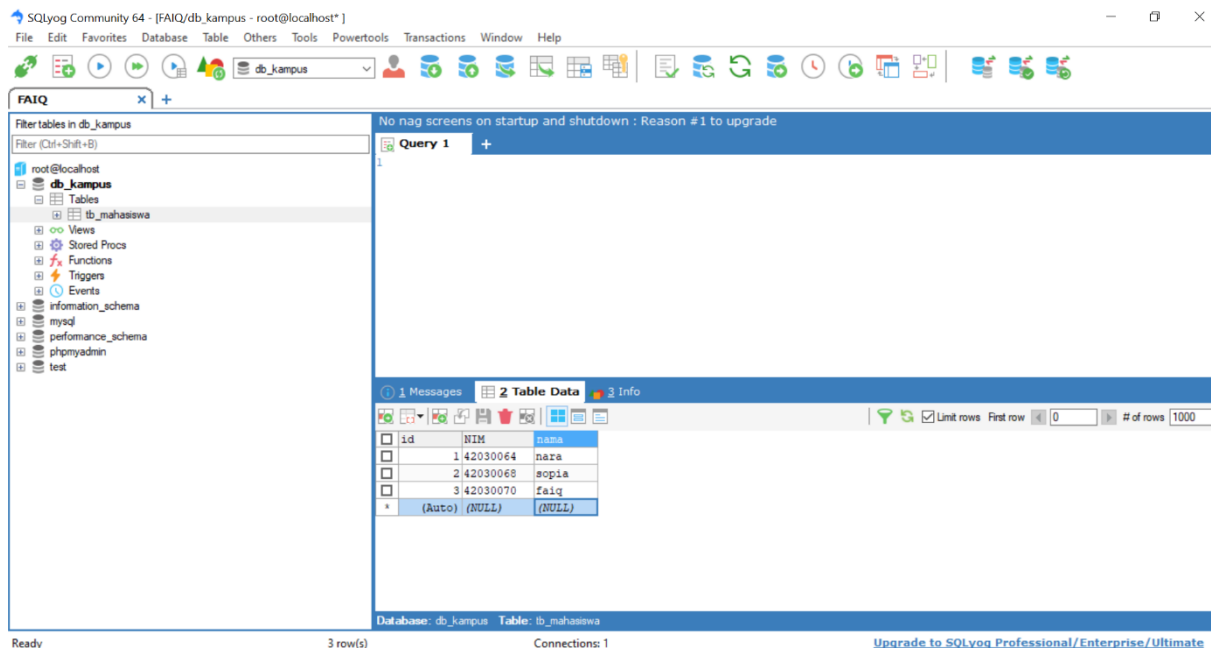 SQLyog Community 64 - [FAIQ/db_kampus - root@localhost* ]
File Edit Favorites Database Table Others Tools Powertools Transactions Window Help
db_kampus
FAIQ
Filter tables in db_kampus
Filter (Ctrl+Shift+B)
root@localhost
db_kampus
Tables
tb_mahasiswa
Views
Stored Procs
Functions
Triggers
Events
information_schema
mysql
performance_schema
phpmyadmin
test
No nag screens on startup and shutdown : Reason #1 to upgrade
Query 1
1
1 Messages 2 Table Data 3 Info
Limit rows First row 0 # of rows 1000
id NIM nama
1 42030064 nara
2 42030068 sopia
3 42030070 faiq
* (Auto) (NULL) (NULL)
Database: db_kampus Table: tb_mahasiswa
Ready 3 row(s) Connections: 1 Upgrade to SQLyog Professional/Enterprise/Ultimate